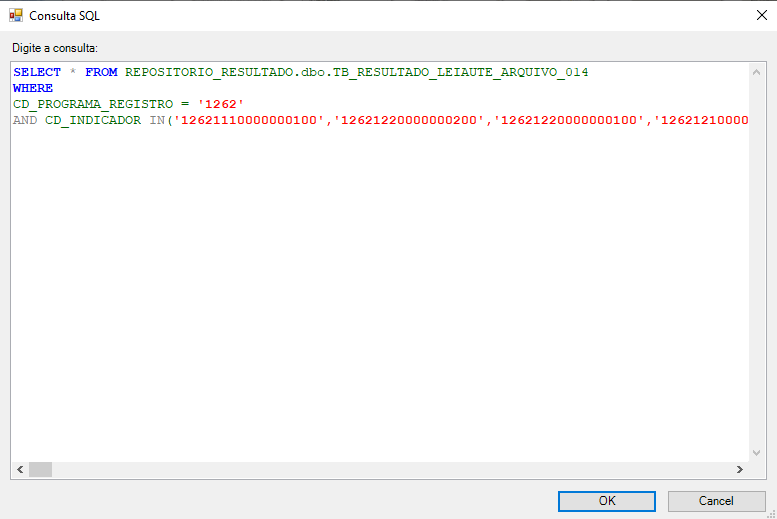 Consulta SQL
Digite a consulta:
SELECT * FROM REPOSITORIO_RESULTADO.dbo.TB_RESULTADO_LEIAUTE_ARQUIVO_014
WHERE
CD_PROGRAMA_REGISTRO = '1262'
AND CD_INDICADOR IN('12621110000000100','12621220000000200','12621220000000100','12621210000
OK
Cancel